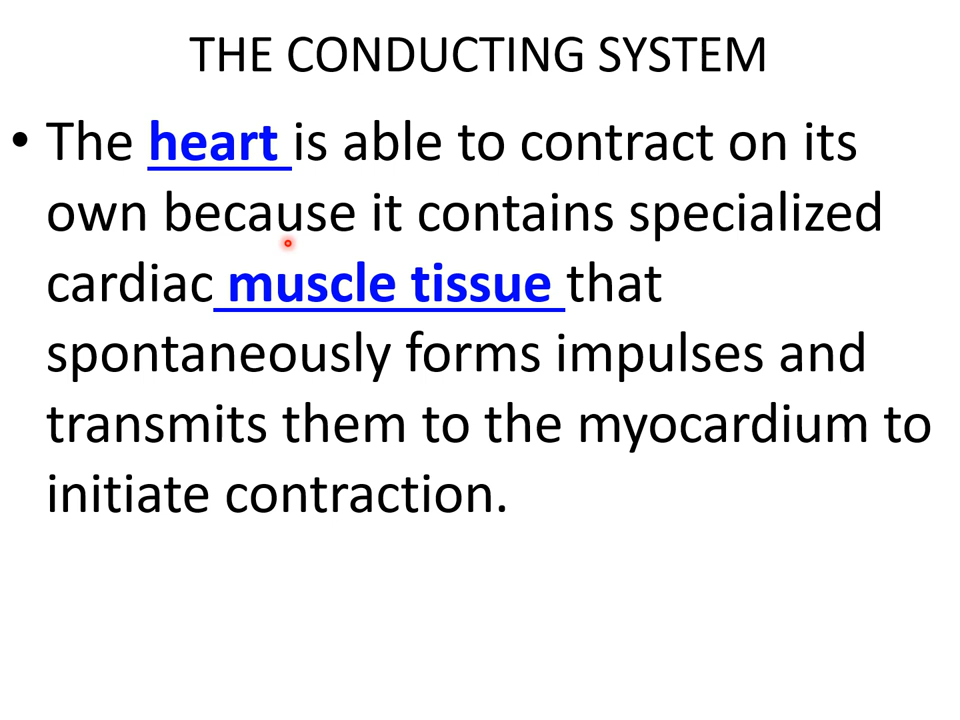 THE CONDUCTING SYSTEM
• The heart is able to contract on its
own because it contains specialized
cardiac muscle tissue that
spontaneously forms impulses and
transmits them to the myocardium to
initiate contraction.